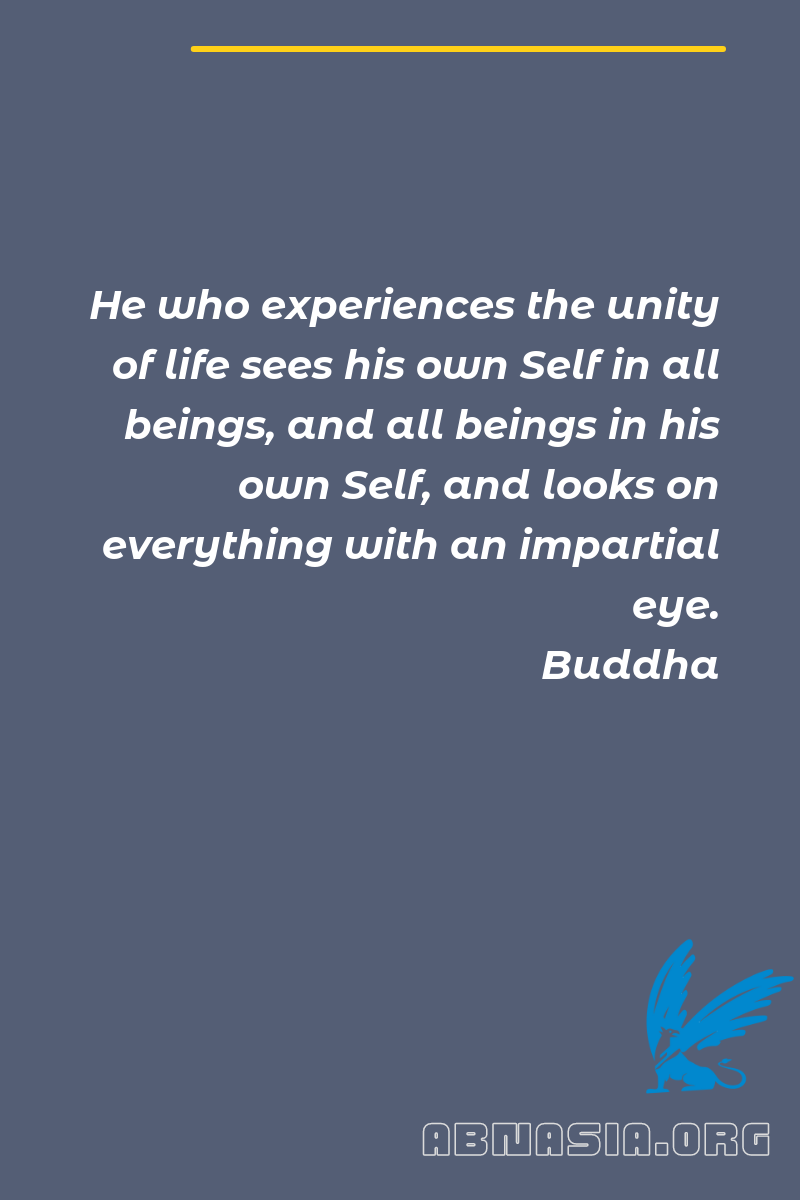 He who experiences the unity
of life sees his own Self in all
beings, and all beings in his
own Self, and looks on
everything with an impartial
eye.
Buddha
ABNASIA.ORG